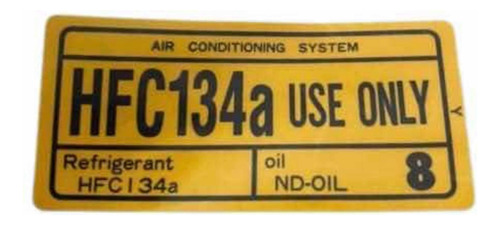 AIR CONDITIONING SYSTEM
HFC134a USE ONLY
Y
Refrigerant
HFC134a
oil
ND-OIL 8